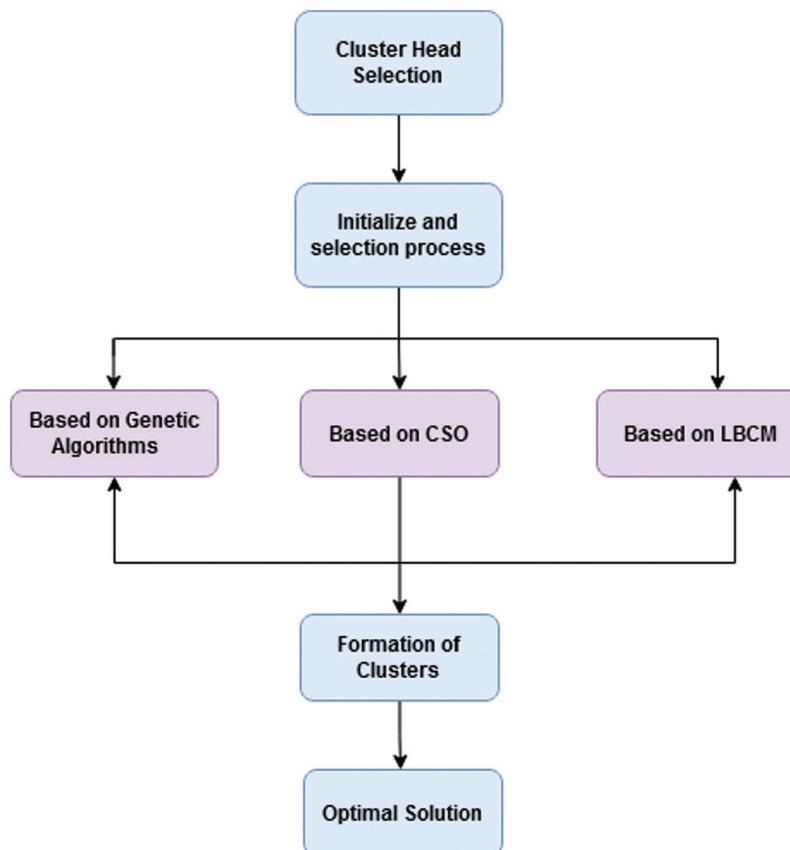 Cluster Head
Selection
Initialize and
selection process
Based on Genetic
Algorithms
Based on CSO
Based on LBCM
Formation of
Clusters
Optimal Solution